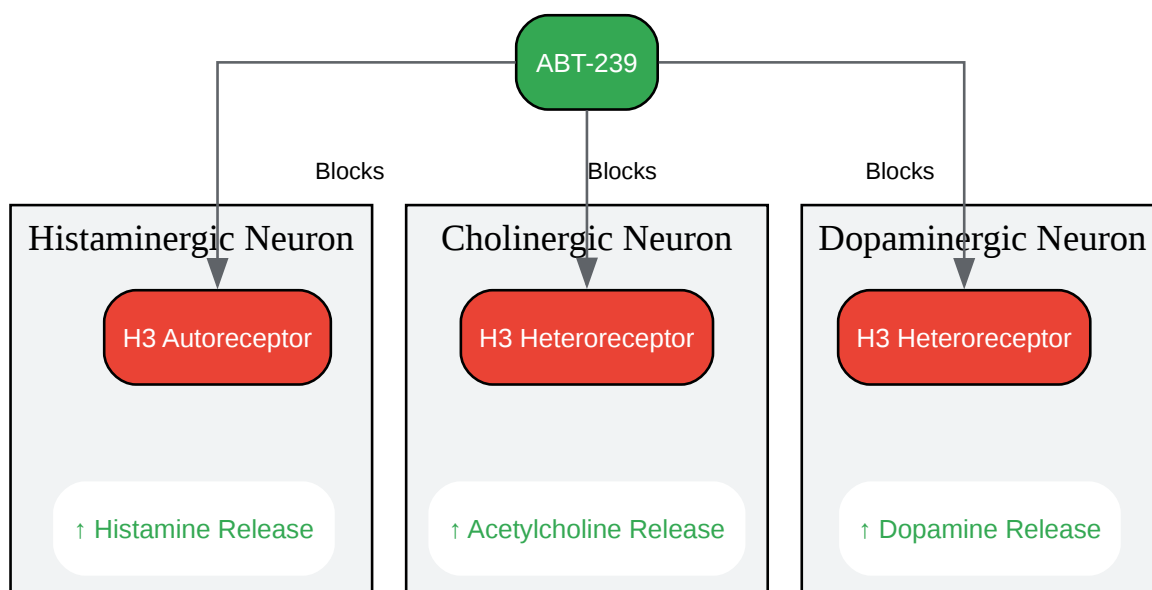 ABT-239
Blocks
Blocks
Blocks
Histaminergic Neuron
Cholinergic Neuron
Dopaminergic Neuron
H3 Autoreceptor
H3 Heteroreceptor
H3 Heteroreceptor
↑ Histamine Release
↑ Acetylcholine Release
↑ Dopamine Release